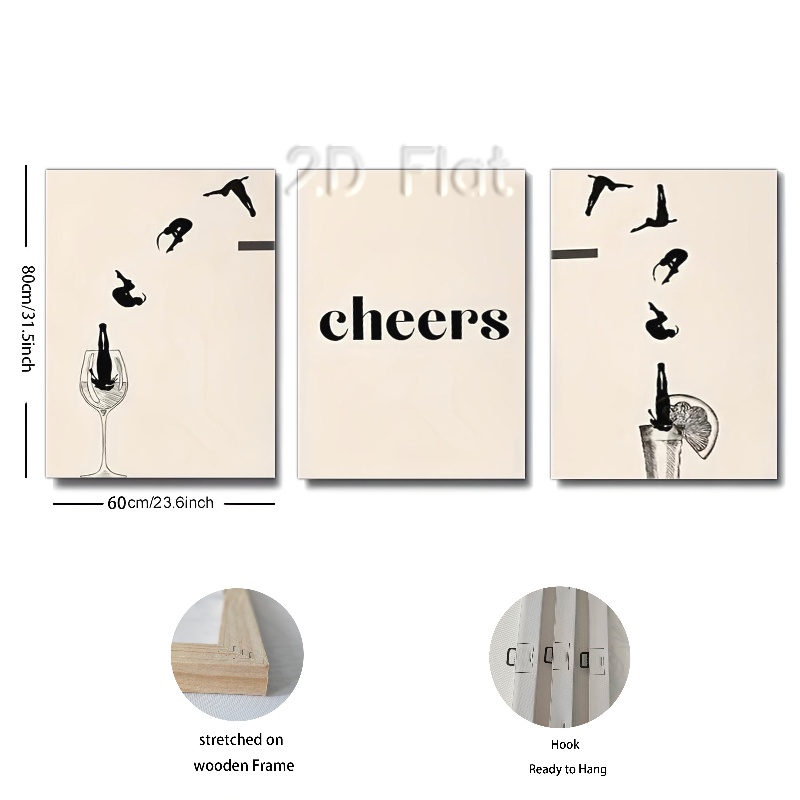 2D Flat
80cm/31.5inch
cheers
60cm/23.6inch
stretched on
wooden Frame
Hook
Ready to Hang